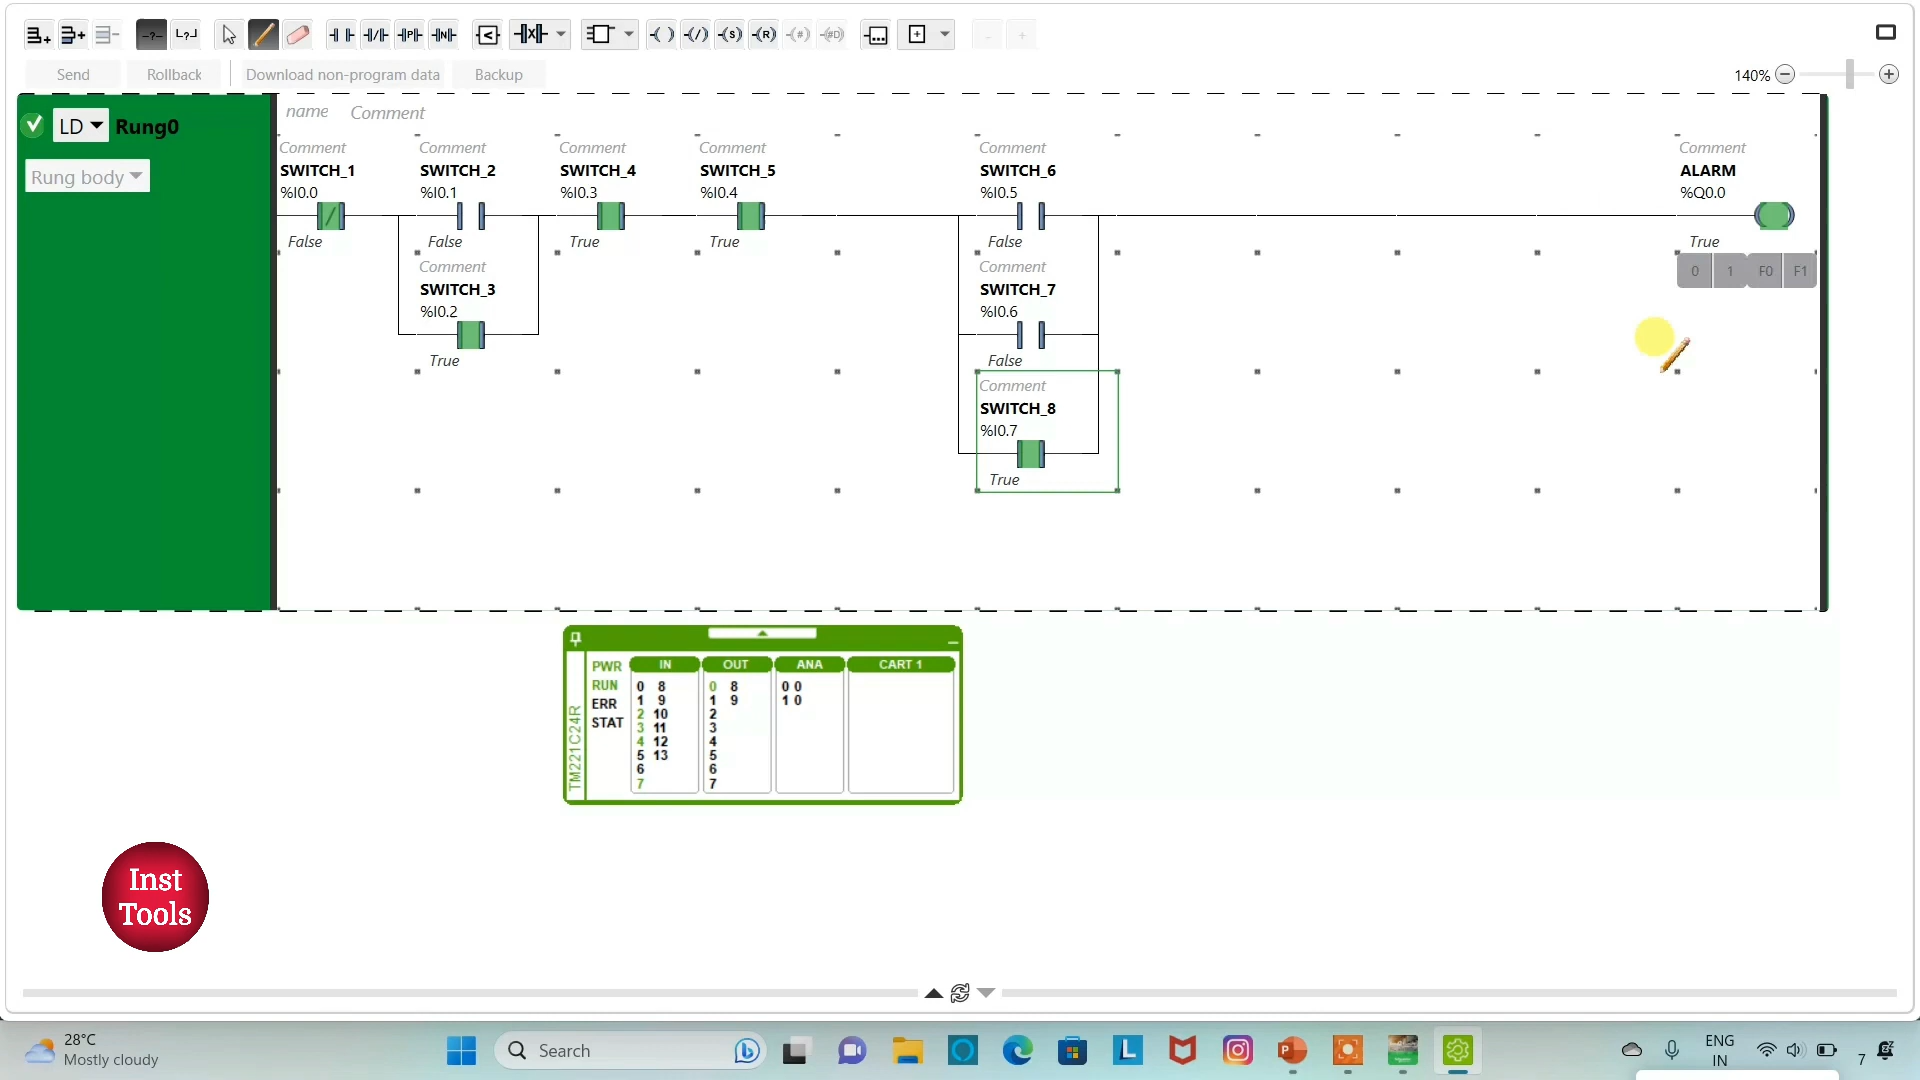 Send Rollback Download non-program data Backup
140%
LD Rung0
name Comment
Rung body
Comment Comment Comment Comment Comment Comment
SWITCH_1 SWITCH_2 SWITCH_4 SWITCH_5 SWITCH_6 ALARM
%I0.0 %I0.1 %I0.3 %I0.4 %I0.5 %Q0.0
False False True True False True
0 1 F0 F1
Comment Comment
SWITCH_3 SWITCH_7
%I0.2 %I0.6
True False
Comment
SWITCH_8
%I0.7
True
TM221C24R
PWR IN OUT ANA CART 1
RUN 0 8 0 8 0 0
ERR 1 9 1 9 1 0
STAT 2 10 2
3 11 3
4 12 4
5 13 5
6 6
7 7
Inst
Tools
28°C
Mostly cloudy
Search
ENG
IN
7